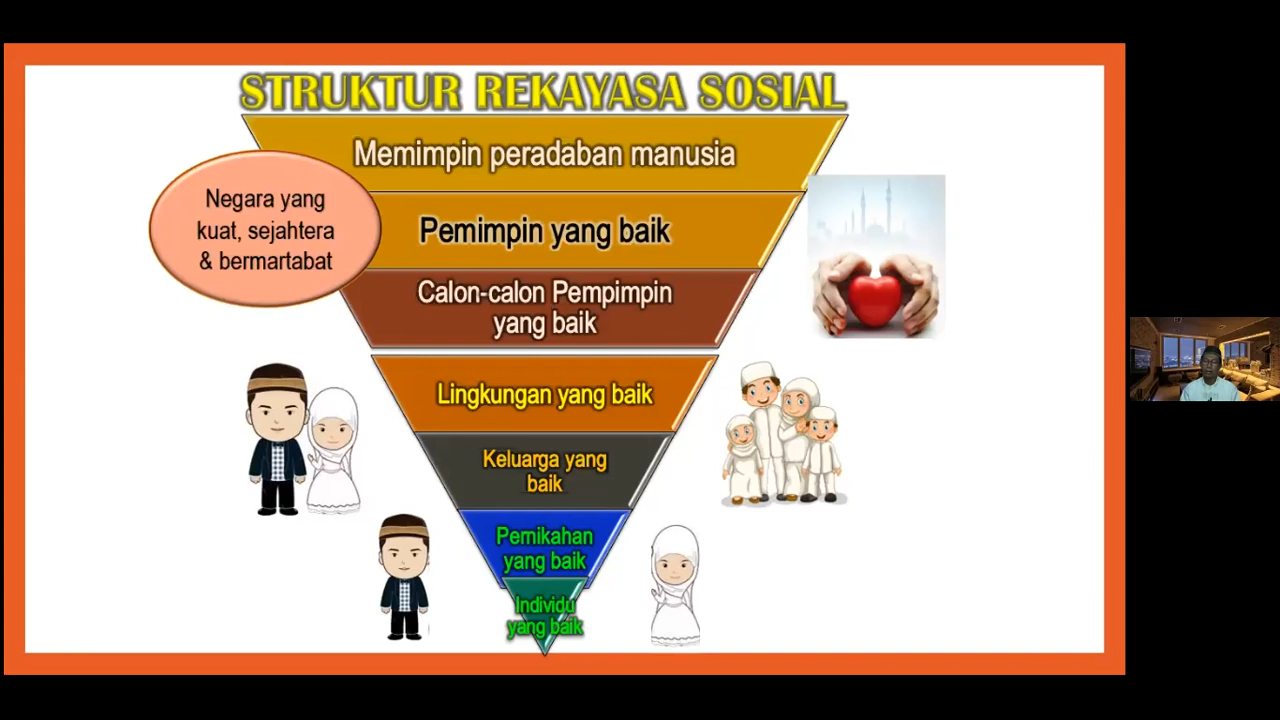 STRUKTUR REKAYASA SOSIAL
Memimpin peradaban manusia
Negara yang
kuat, sejahtera
& bermartabat
Pemimpin yang baik
Calon-calon Pempimpin
yang baik
Lingkungan yang baik
Keluarga yang
baik
Pernikahan
yang baik
Individu
yang baik